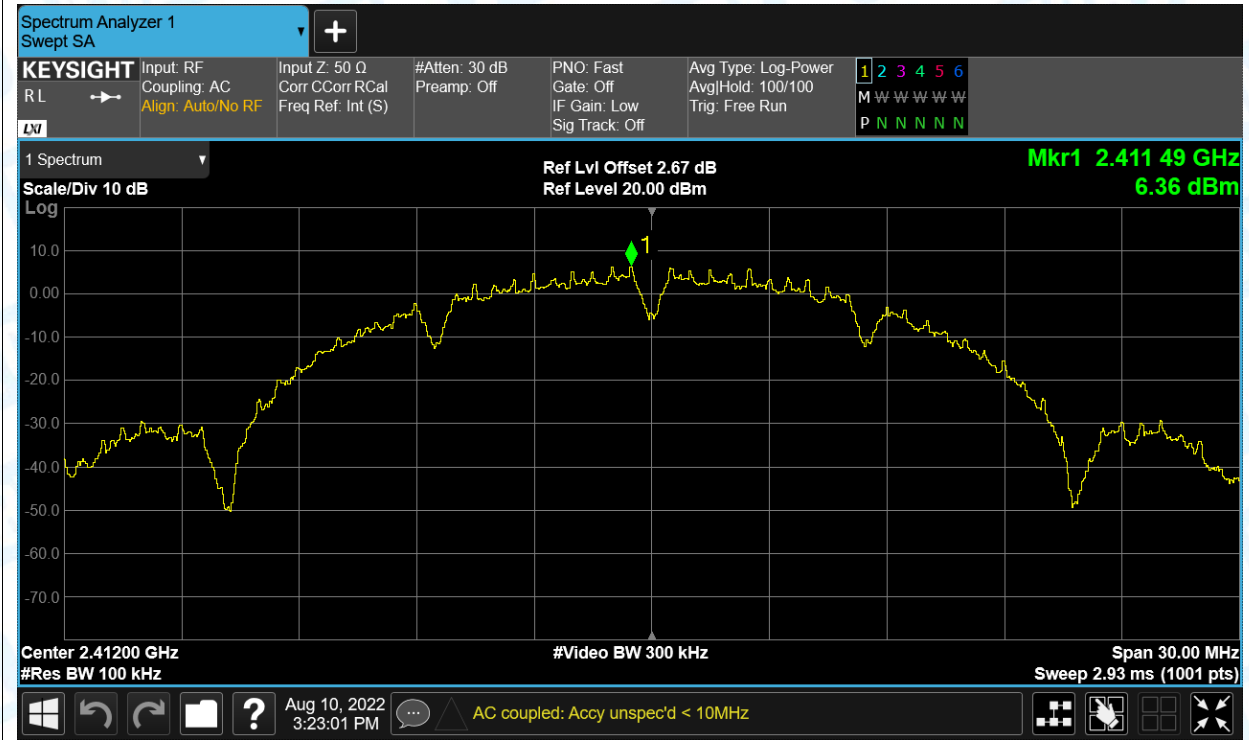 Spectrum Analyzer 1
Swept SA
KEYSIGHT
R L
LXI
Input: RF
Coupling: AC
Align: Auto/No RF
Input Z: 50 Ω
Corr CCorr RCal
Freq Ref: Int (S)
#Atten: 30 dB
Preamp: Off
PNO: Fast
Gate: Off
IF Gain: Low
Sig Track: Off
Avg Type: Log-Power
Avg|Hold: 100/100
Trig: Free Run
1 2 3 4 5 6
M W W W W W W
P N N N N N N
1 Spectrum
Scale/Div 10 dB
Log
Ref Lvl Offset 2.67 dB
Ref Level 20.00 dBm
Mkr1 2.411 49 GHz
6.36 dBm
1
10.0
0.00
-10.0
-20.0
-30.0
-40.0
-50.0
-60.0
-70.0
Center 2.41200 GHz
#Res BW 100 kHz
#Video BW 300 kHz
Span 30.00 MHz
Sweep 2.93 ms (1001 pts)
?
Aug 10, 2022
3:23:01 PM
AC coupled: Accy unspec'd < 10MHz